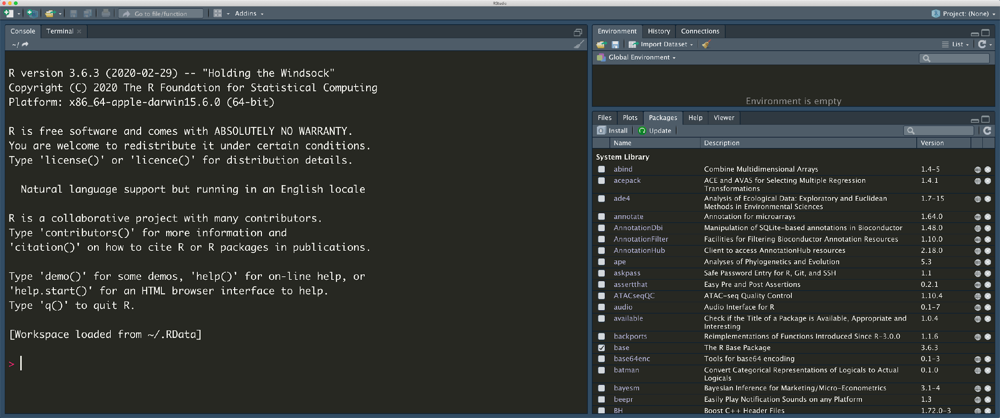 RStudio
Go to file/function
Addins
Project: (None)
Console
Terminal
~/
R version 3.6.3 (2020-02-29) -- "Holding the Windsock"
Copyright (C) 2020 The R Foundation for Statistical Computing
Platform: x86_64-apple-darwin15.6.0 (64-bit)
R is free software and comes with ABSOLUTELY NO WARRANTY.
You are welcome to redistribute it under certain conditions.
Type 'license()' or 'licence()' for distribution details.
Natural language support but running in an English locale
R is a collaborative project with many contributors.
Type 'contributors()' for more information and
'citation()' on how to cite R or R packages in publications.
Type 'demo()' for some demos, 'help()' for on-line help, or
'help.start()' for an HTML browser interface to help.
Type 'q()' to quit R.
[Workspace loaded from ~/.RData]
>
Environment History Connections
Import Dataset
List
Global Environment
Environment is empty
Files Plots Packages Help Viewer
Install Update
Name Description Version
System Library
abind Combine Multidimensional Arrays 1.4-5
acepack ACE and AVAS for Selecting Multiple Regression 1.4.1
Transformations
ade4 Analysis of Ecological Data: Exploratory and Euclidean 1.7-15
Methods in Environmental Sciences
annotate Annotation for microarrays 1.64.0
AnnotationDbi Manipulation of SQLite-based annotations in Bioconductor 1.48.0
AnnotationFilter Facilities for Filtering Bioconductor Annotation Resources 1.10.0
AnnotationHub Client to access AnnotationHub resources 2.18.0
ape Analyses of Phylogenetics and Evolution 5.3
askpass Safe Password Entry for R, Git, and SSH 1.1
assertthat Easy Pre and Post Assertions 0.2.1
ATACseqQC ATAC-seq Quality Control 1.10.4
audio Audio Interface for R 0.1-7
available Check if the Title of a Package is Available, Appropriate and 1.0.4
Interesting
backports Reimplementations of Functions Introduced Since R-3.0.0 1.1.6
base The R Base Package 3.6.3
base64enc Tools for base64 encoding 0.1-3
batman Convert Categorical Representations of Logicals to Actual 0.1.0
Logicals
bayesm Bayesian Inference for Marketing/Micro-Econometrics 3.1-4
beepr Easily Play Notification Sounds on any Platform 1.3
BH Boost C++ Header Files 1.72.0-3